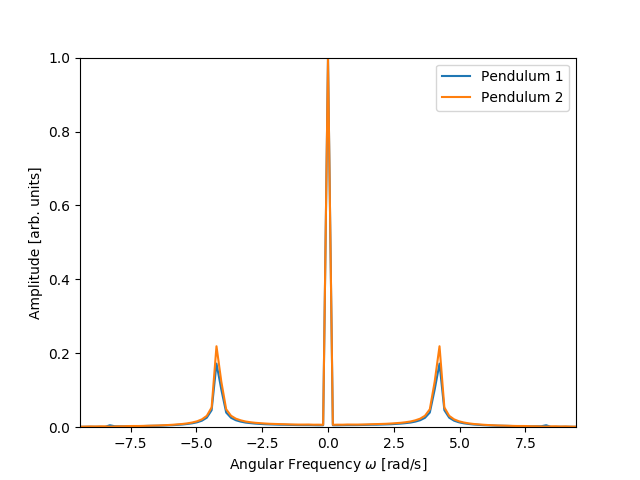 1.0
0.8
0.6
0.4
0.2
0.0
Amplitude [arb. units]
Pendulum 1
Pendulum 2
−7.5 −5.0 −2.5 0.0 2.5 5.0 7.5
Angular Frequency ω [rad/s]